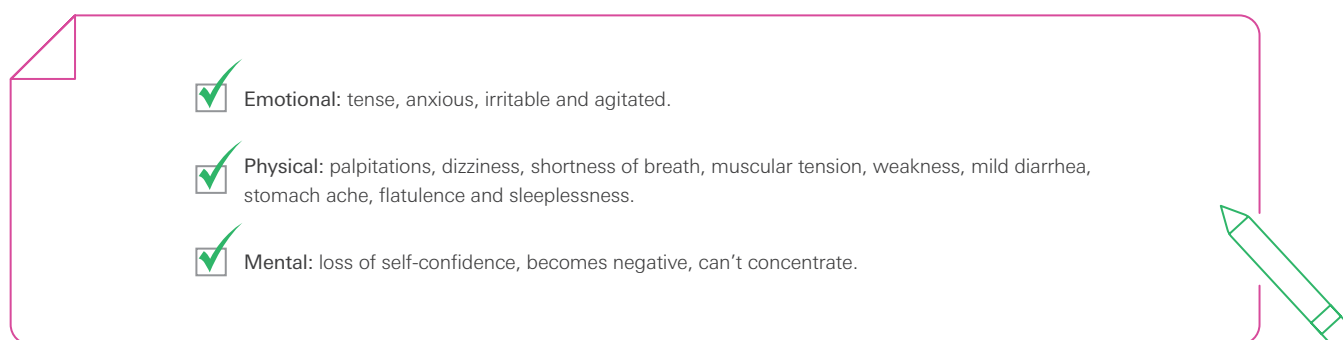 Emotional: tense, anxious, irritable and agitated.
Physical: palpitations, dizziness, shortness of breath, muscular tension, weakness, mild diarrhea,
stomach ache, flatulence and sleeplessness.
Mental: loss of self-confidence, becomes negative, can’t concentrate.